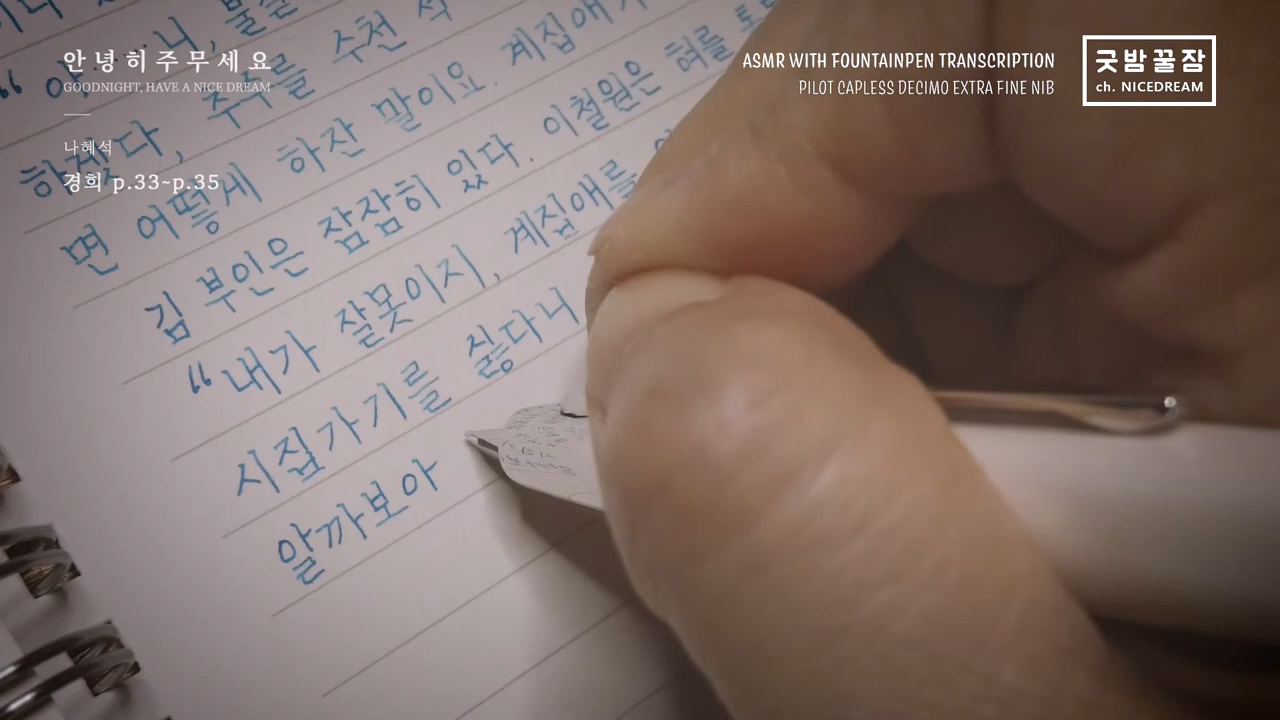 안녕히주무세요
GOODNIGHT, HAVE A NICE DREAM
나혜석
경희 p.33~p.35
ASMR WITH FOUNTAINPEN TRANSCRIPTION
PILOT CAPLESS DECIMO EXTRA FINE NIB
굿밤꿀잠
ch. NICEDREAM
수천 석
하겠다, 주주를 계집애가
면 어떻게 하잔 말이요.
김 부인은 잠잠히 있다. 이철원은 혀를
“내가 잘못이지, 계집애를
시집가기를 싫다니
알까보아